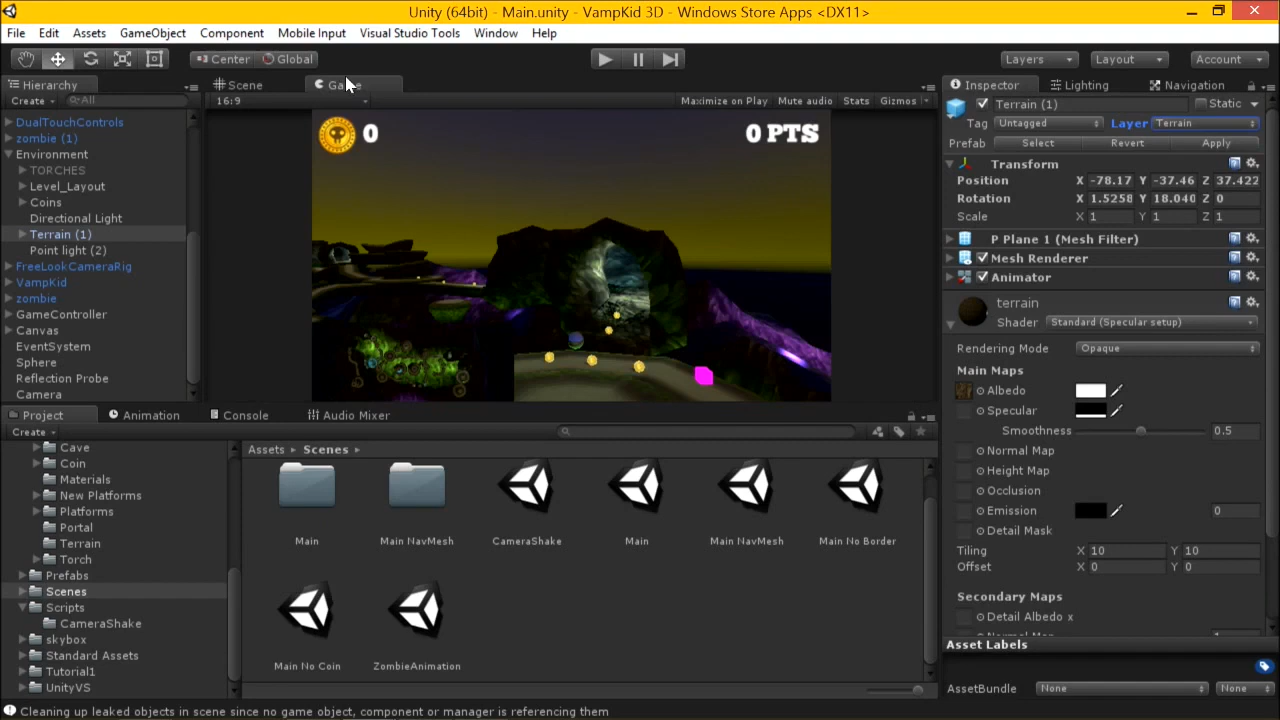 Unity (64bit) - Main.unity - VampKid 3D - Windows Store Apps <DX11>
File Edit Assets GameObject Component Mobile Input Visual Studio Tools Window Help
Center Global Layers Layout Account
Hierarchy
Create All
DualTouchControls
zombie (1)
Environment
TORCHES
Level_Layout
Coins
Directional Light
Terrain (1)
Point light (2)
FreeLookCameraRig
VampKid
zombie
GameController
Canvas
EventSystem
Sphere
Reflection Probe
Camera
Scene Game
16:9 Maximize on Play Mute audio Stats Gizmos
0 0 PTS
Inspector Lighting Navigation
Terrain (1) Static
Tag Untagged Layer Terrain
Prefab Select Revert Apply
Transform
Position X -78.17 Y -37.46 Z 37.422
Rotation X 1.5258 Y 18.040 Z 0
Scale X 1 Y 1 Z 1
P Plane 1 (Mesh Filter)
Mesh Renderer
Animator
terrain
Shader Standard (Specular setup)
Rendering Mode Opaque
Main Maps
Albedo
Specular
Smoothness 0.5
Normal Map
Height Map
Occlusion
Emission 0
Detail Mask
Tiling X 10 Y 10
Offset X 0 Y 0
Secondary Maps
Detail Albedo x
Normal Map 1
Asset Labels
AssetBundle None None
Project Animation Console Audio Mixer
Create
Cave
Coin
Materials
New Platforms
Platforms
Portal
Terrain
Torch
Prefabs
Scenes
Scripts
CameraShake
skybox
Standard Assets
Tutorial1
UnityVS
Assets Scenes
Main Main NavMesh CameraShake Main Main NavMesh Main No Border
Main No Coin ZombieAnimation
Cleaning up leaked objects in scene since no game object, component or manager is referencing them